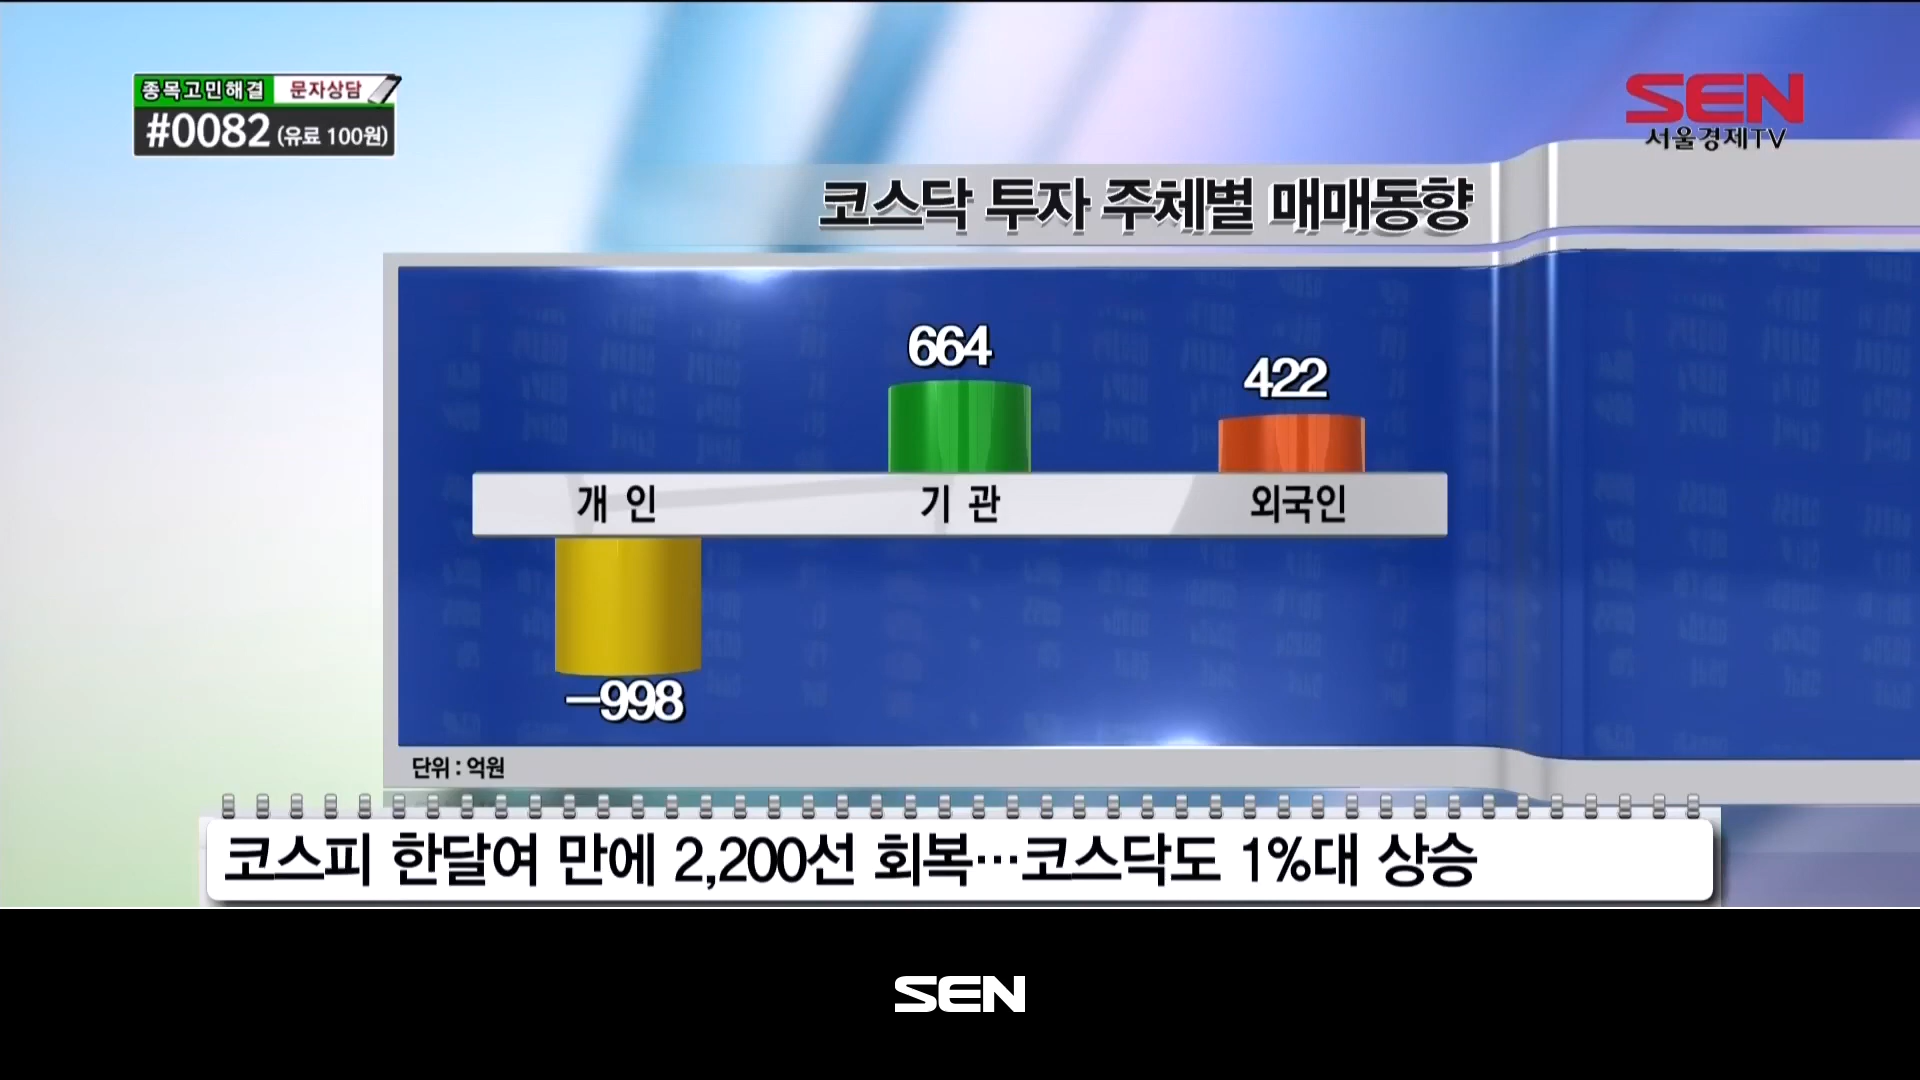 종목고민해결 문자상담
#0082 (유료 100원)
SEN
서울경제TV
코스닥 투자 주체별 매매동향
664
422
개 인 기 관 외국인
-998
단위 : 억원
코스피 한달여 만에 2,200선 회복…코스닥도 1%대 상승
SEN